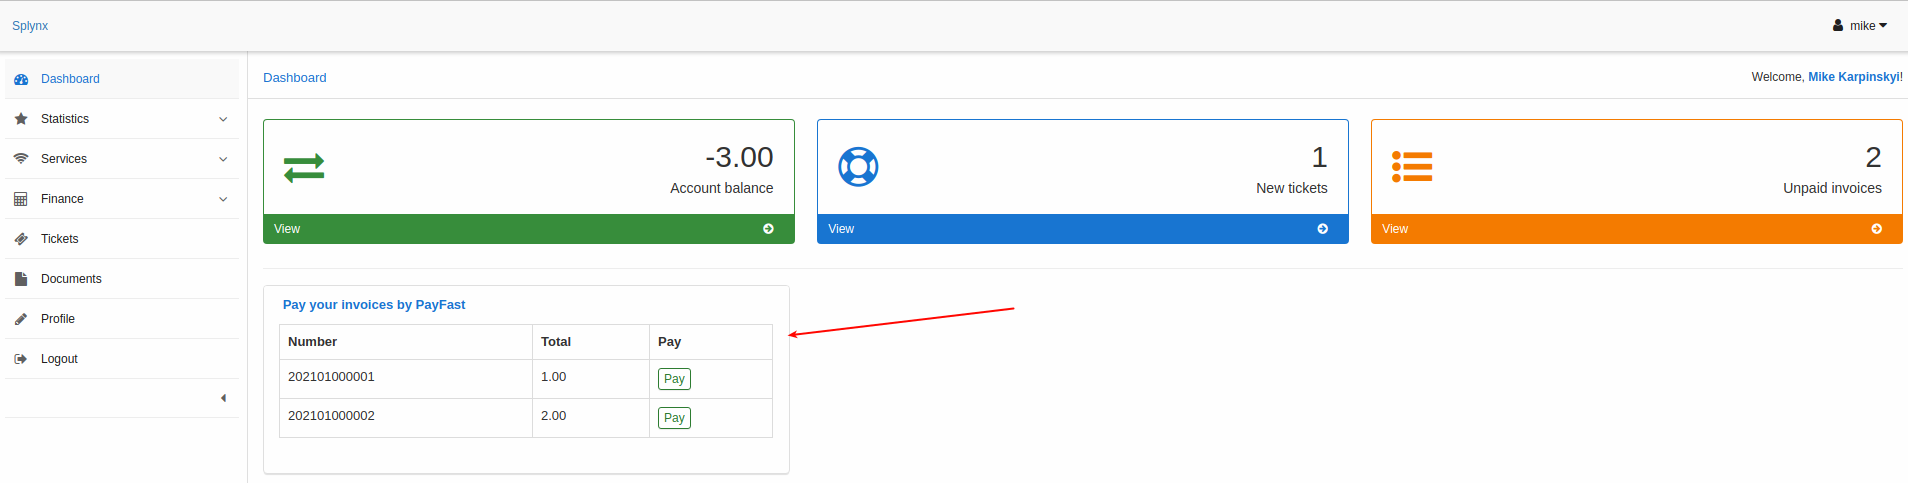 Splynx
mike
Dashboard
Statistics
Services
Finance
Tickets
Documents
Profile
Logout
Dashboard
Welcome, Mike Karpinskyi!
-3.00
Account balance
View
1
New tickets
View
2
Unpaid invoices
View
Pay your invoices by PayFast
Number Total Pay
202101000001 1.00 Pay
202101000002 2.00 Pay